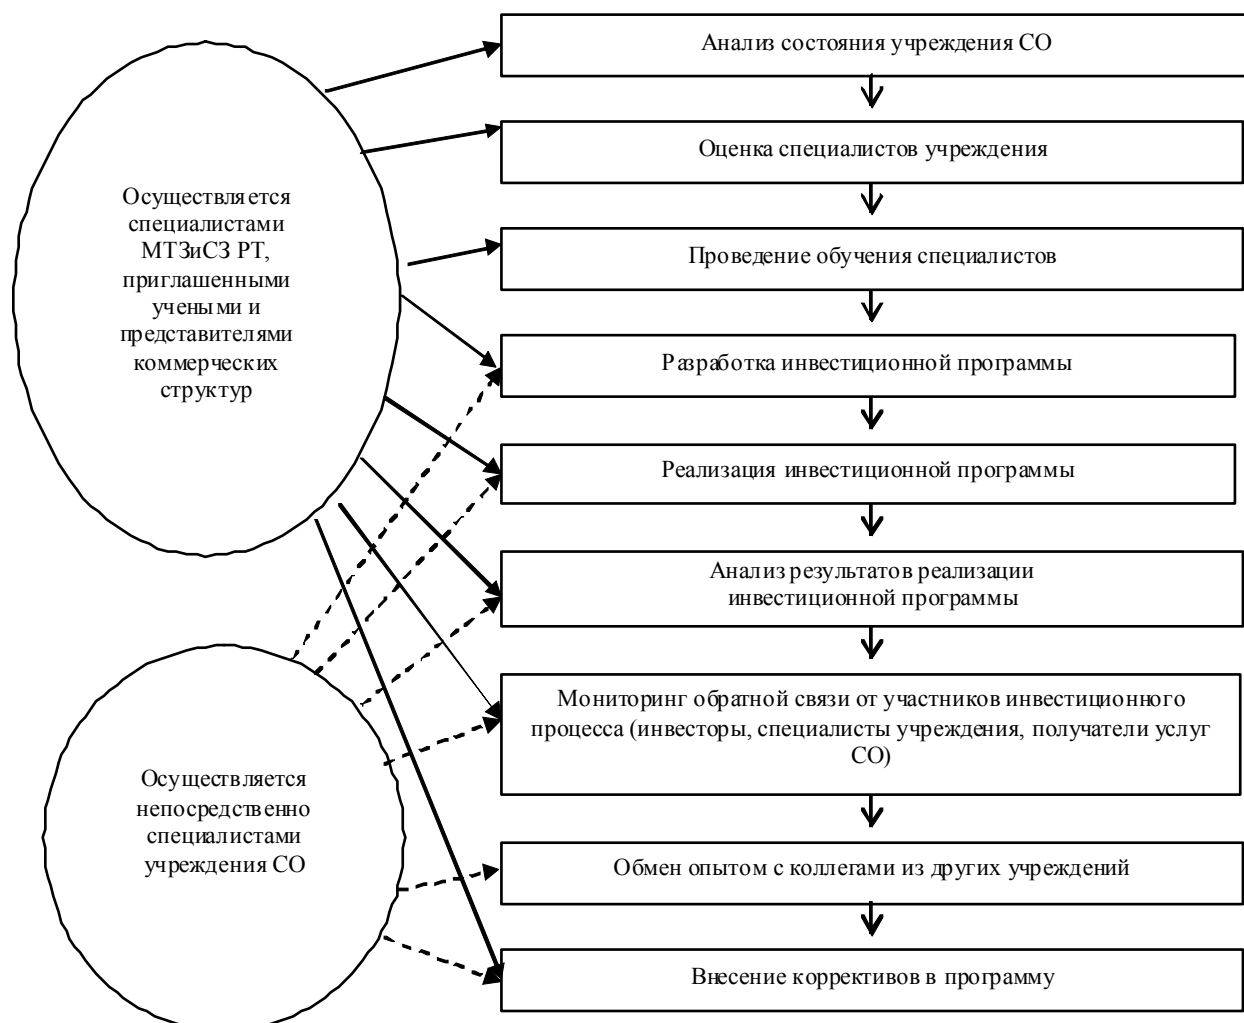 Анализ состояния учреждения СО
Оценка специалистов учреждения
Осуществляется
специалистами
МТЗиСЗ РТ,
приглашенными
учеными и
представителями
коммерческих
структур
Проведение обучения специалистов
Разработка инвестиционной программы
Реализация инвестиционной программы
Анализ результатов реализации
инвестиционной программы
Мониторинг обратной связи от участников инвестиционного
процесса (инвесторы, специалисты учреждения, получатели услуг
СО)
Осуществляется
непосредственно
специалистами
учреждения СО
Обмен опытом с коллегами из других учреждений
Внесение коррективов в программу